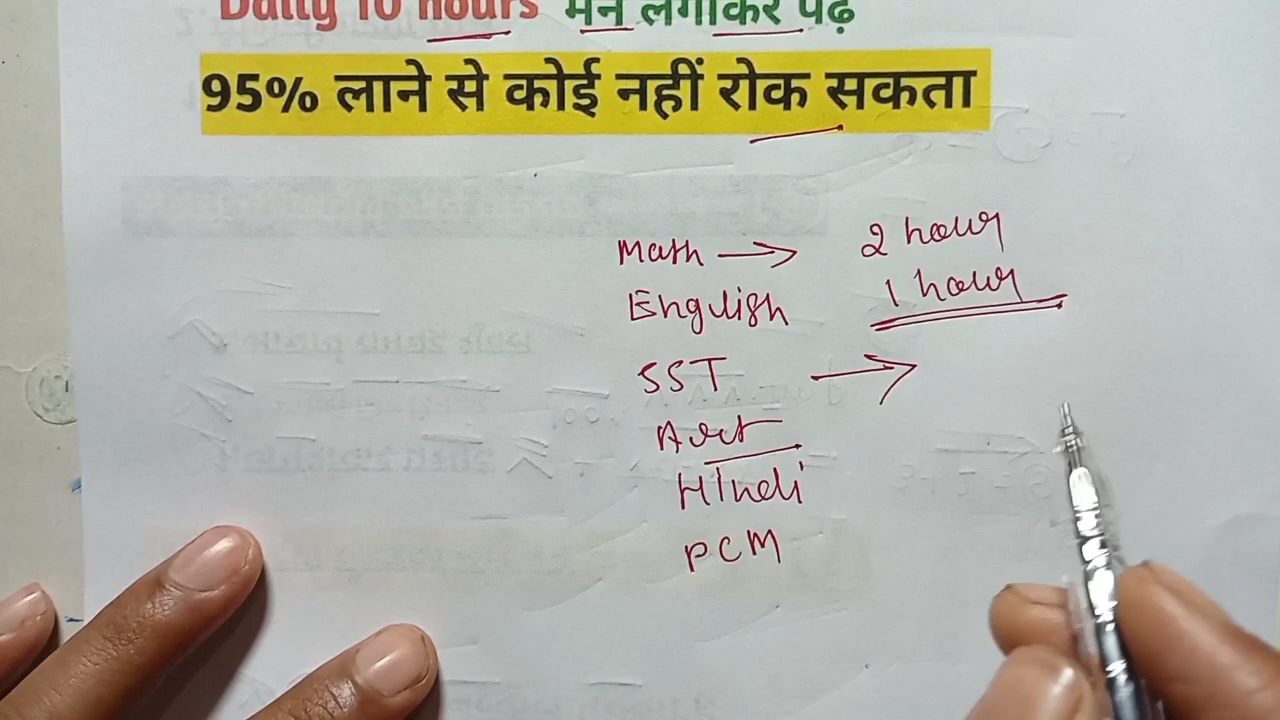 Daily 10 hours मन लगाकर पढ़
95% लाने से कोई नहीं रोक सकता
Math → 2 hour
English 1 hour
SST →
Art
Hindi
PCM